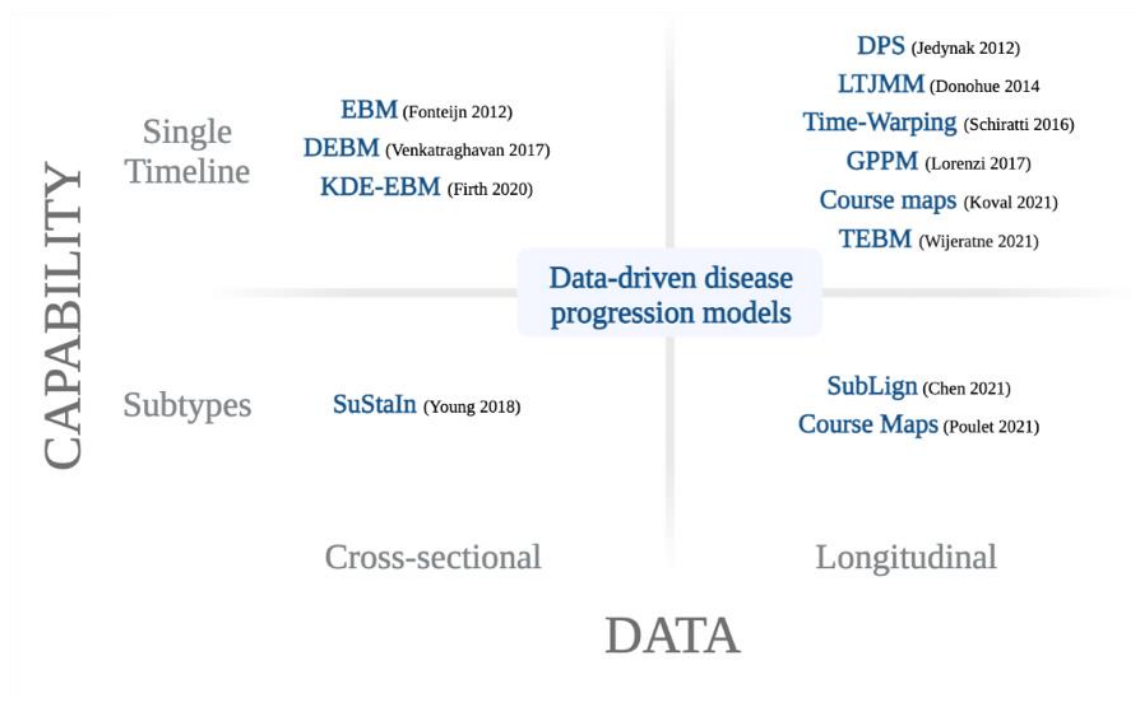 DPS (Jedynak 2012)
LTJMM (Donohue 2014
Time-Warping (Schiratti 2016)
GPPM (Lorenzi 2017)
Course maps (Koval 2021)
TEBM (Wijeratne 2021)
EBM (Fonteijn 2012)
DEBM (Venkatraghavan 2017)
KDE-EBM (Firth 2020)
Single
Timeline
CAPABILITY
Data-driven disease
progression models
Subtypes
SuStaIn (Young 2018)
SubLign (Chen 2021)
Course Maps (Poulet 2021)
Cross-sectional
Longitudinal
DATA